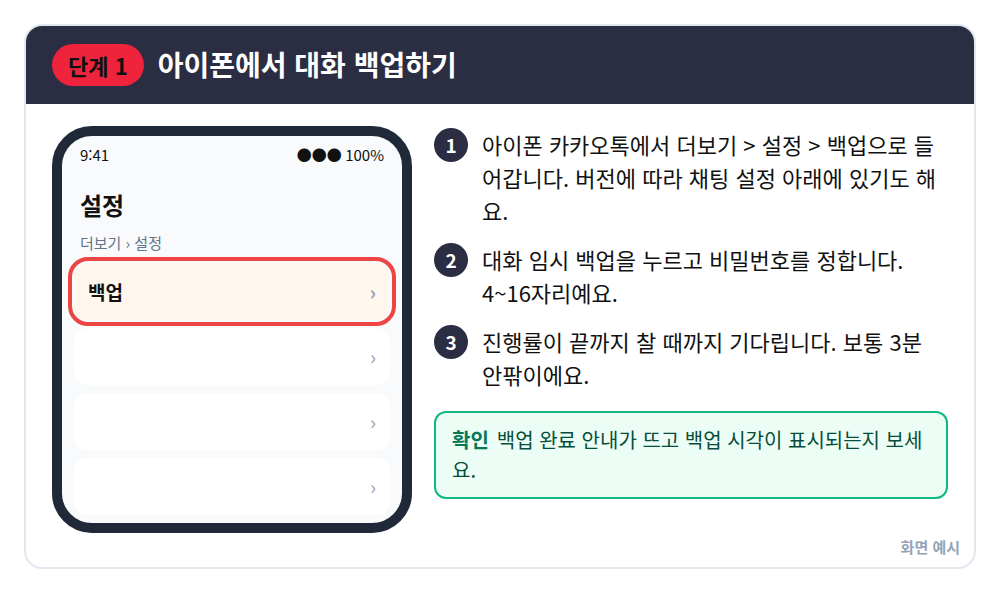 단계 1 아이폰에서 대화 백업하기
9:41 ●●● 100%
설정
더보기 › 설정
백업 ›
›
›
›
1 아이폰 카카오톡에서 더보기 > 설정 > 백업으로 들
어갑니다. 버전에 따라 채팅 설정 아래에 있기도 해
요.
2 대화 임시 백업을 누르고 비밀번호를 정합니다.
4~16자리예요.
3 진행률이 끝까지 찰 때까지 기다립니다. 보통 3분
안팎이에요.
확인 백업 완료 안내가 뜨고 백업 시각이 표시되는지 보세
요.
화면 예시